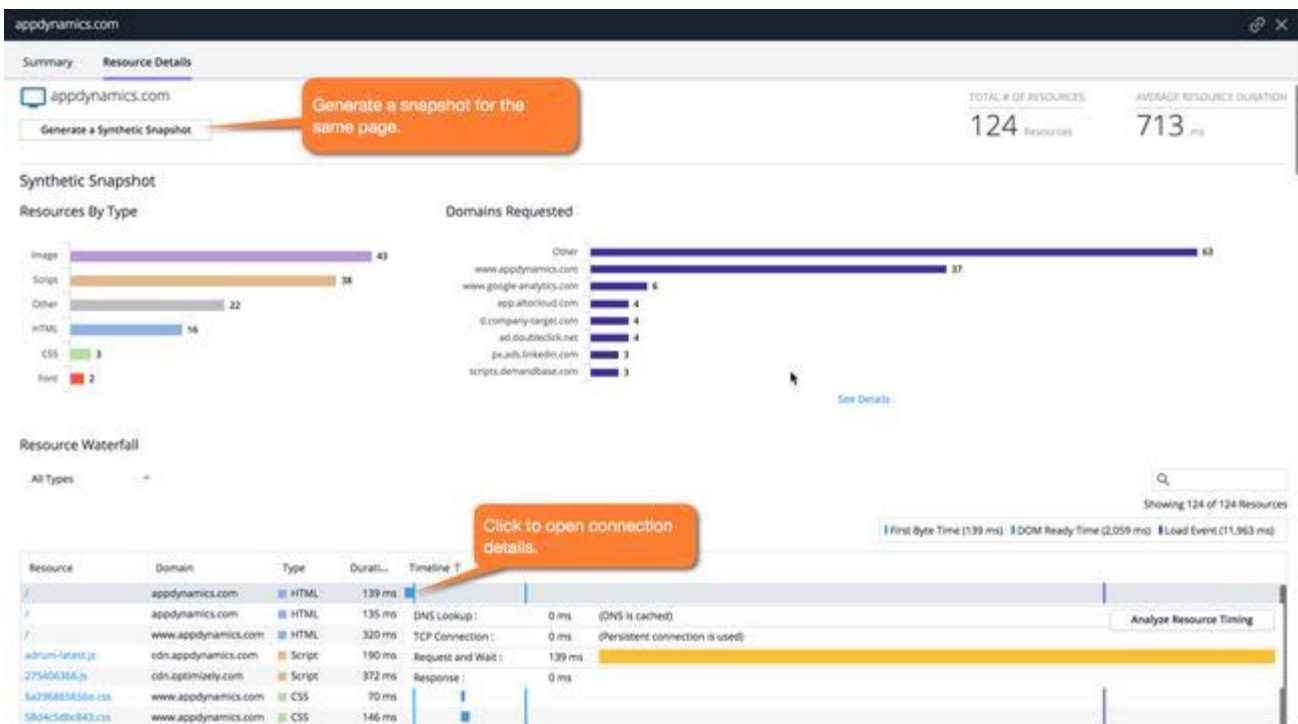 appdynamics.com
Summary Resource Details
appdynamics.com
Generate a Synthetic Snapshot
Generate a snapshot for the
same page.
TOTAL # OF RESOURCES
124 Resources
AVERAGE RESOURCE DURATION
713 ms
Synthetic Snapshot
Resources By Type
Image 43
Script 38
Other 22
HTML 16
CSS 3
Font 2
Domains Requested
Other 63
www.appdynamics.com 37
www.google-analytics.com 6
app.altocloud.com 4
d.company-target.com 4
ad.doubleclick.net 4
px.ads.linkedin.com 3
scripts.demandbase.com 3
See Details
Resource Waterfall
All Types
Showing 124 of 124 Resources
Click to open connection
details.
First Byte Time (139 ms) DOM Ready Time (2,059 ms) Load Event (11,963 ms)
Resource Domain Type Durati... Timeline ↑
/ appdynamics.com HTML 139 ms
/ appdynamics.com HTML 135 ms DNS Lookup : 0 ms (DNS is cached) Analyze Resource Timing
/ www.appdynamics.com HTML 320 ms TCP Connection : 0 ms (Persistent connection is used)
adrum-latest.js cdn.appdynamics.com Script 190 ms Request and Wait : 139 ms
275406366.js cdn.optimizely.com Script 372 ms Response : 0 ms
www.appdynamics.com CSS 70 ms
www.appdynamics.com CSS 146 ms